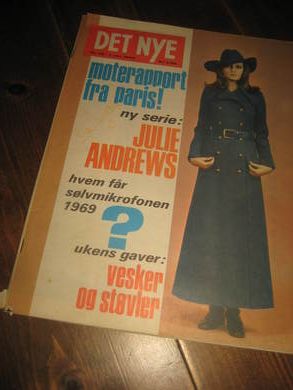 DET NYE
moterapport
fra paris!
ny serie:
JULIE
ANDREWS
hvem får
sølvmikrofonen
1969
?
ukens gaver:
vesker
og støvler